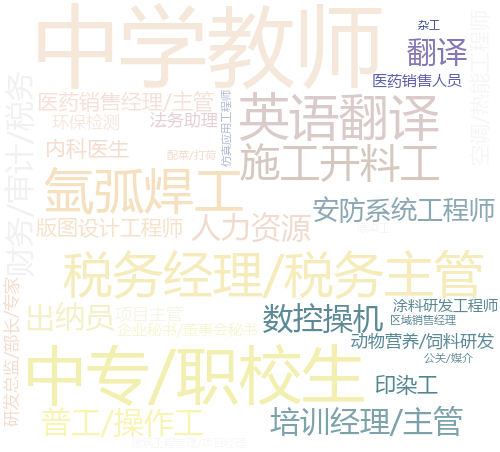 中学教师
杂工
翻译
医药销售人员
空调/热能工程师
财务/审计/税务
医药销售经理/主管
环保检测
法务助理
仿真应用工程师
英语翻译
内科医生
配菜/打荷
施工开料工
氩弧焊工
安防系统工程师
版图设计工程师
人力资源
税务经理/税务主管
研发总监/部长/专家
出纳员
项目主管
企业秘书/董事会秘书
数控操机
涂料研发工程师
区域销售经理
动物营养/饲料研发
公关/媒介
中专/职校生
印染工
普工/操作工
培训经理/主管